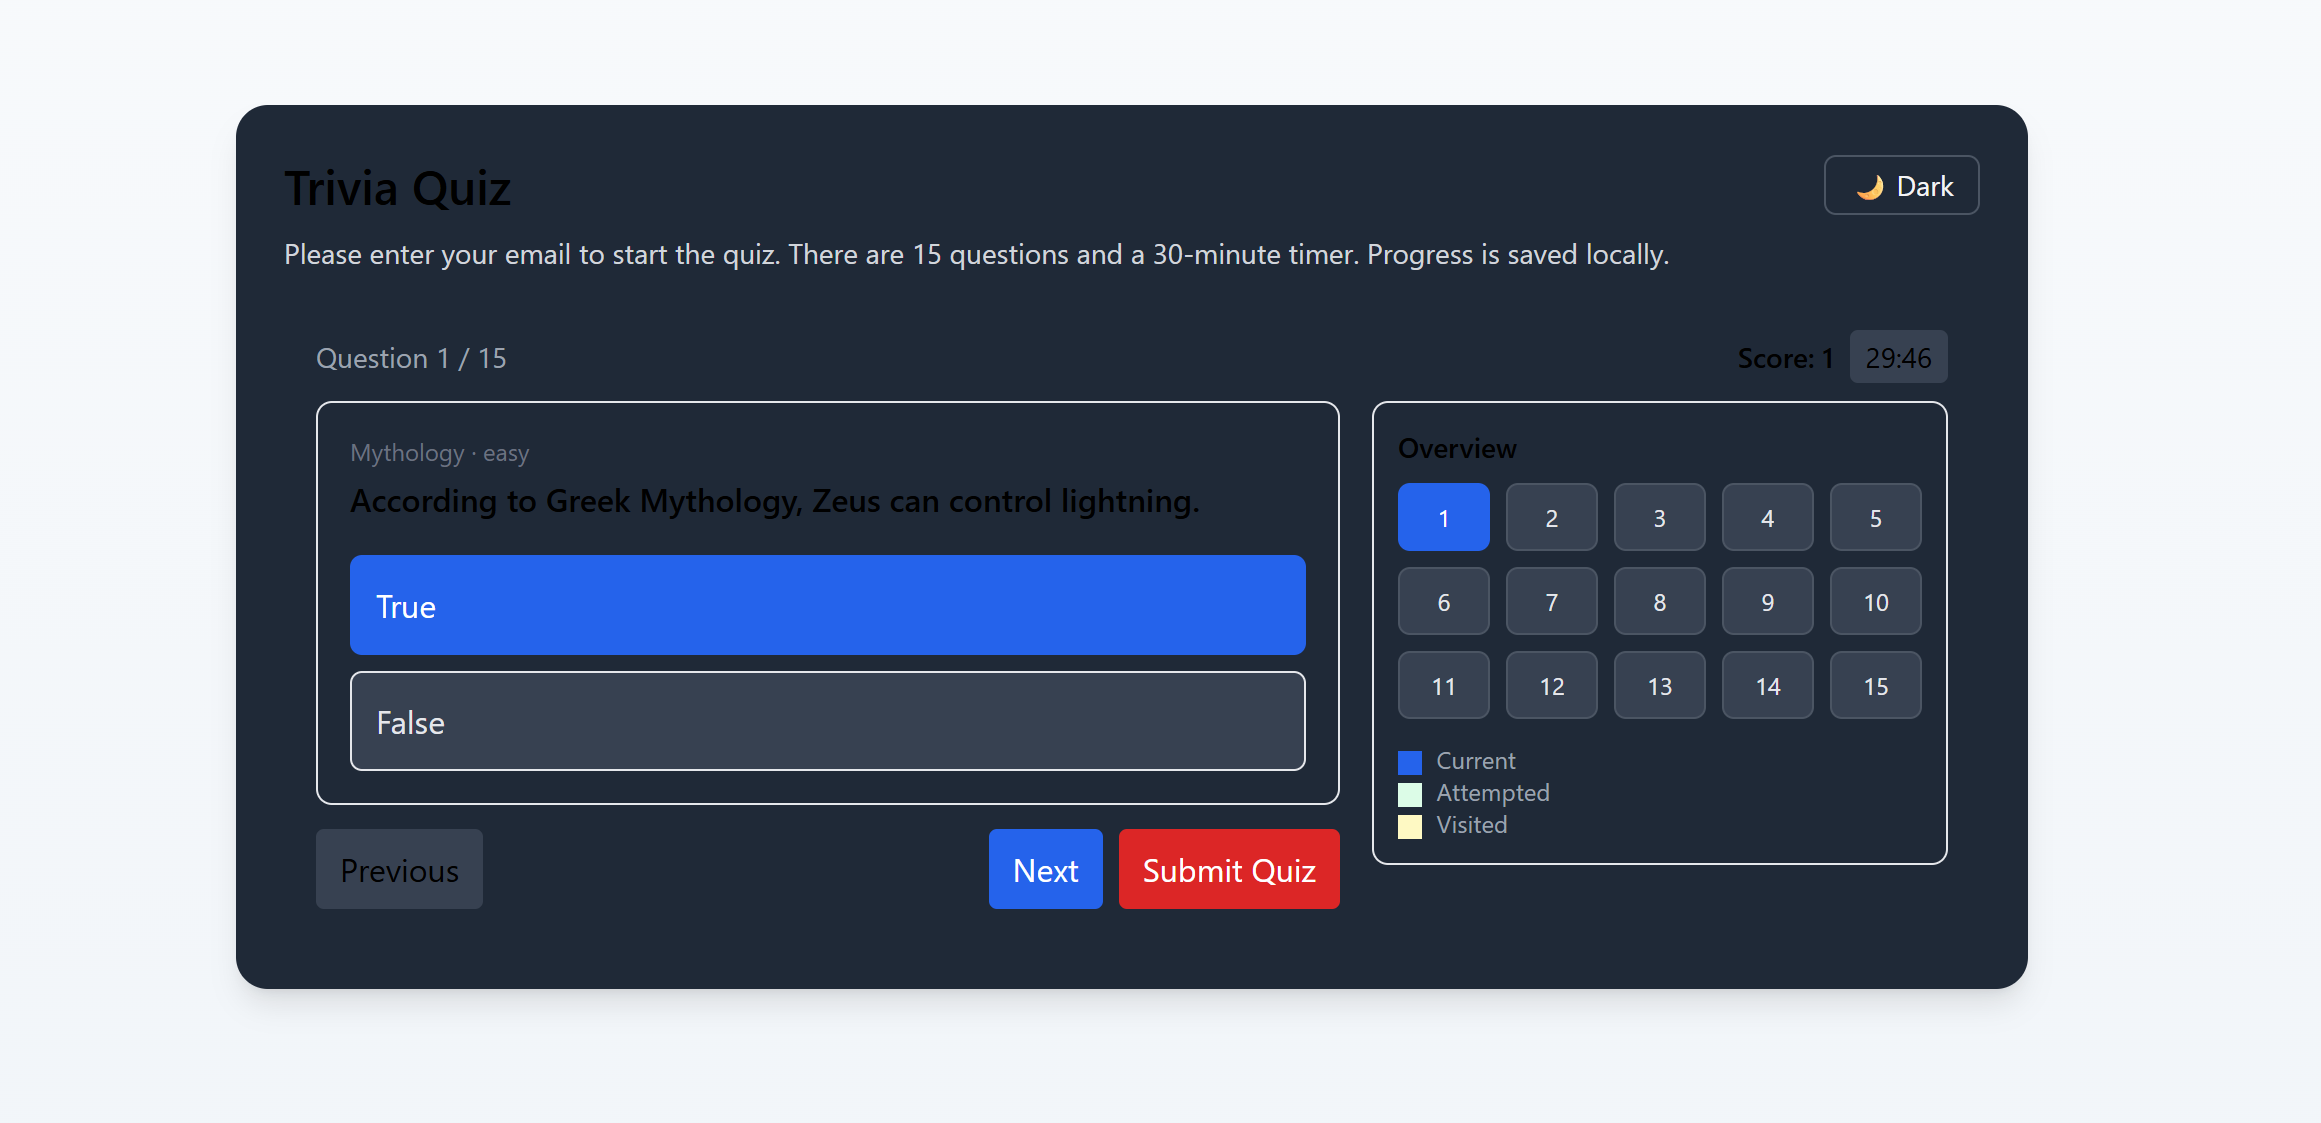 Trivia Quiz
🌙 Dark
Please enter your email to start the quiz. There are 15 questions and a 30-minute timer. Progress is saved locally.
Question 1 / 15
Score: 1
29:46
Mythology · easy
According to Greek Mythology, Zeus can control lightning.
True
False
Previous
Next
Submit Quiz
Overview
1 2 3 4 5
6 7 8 9 10
11 12 13 14 15
Current
Attempted
Visited